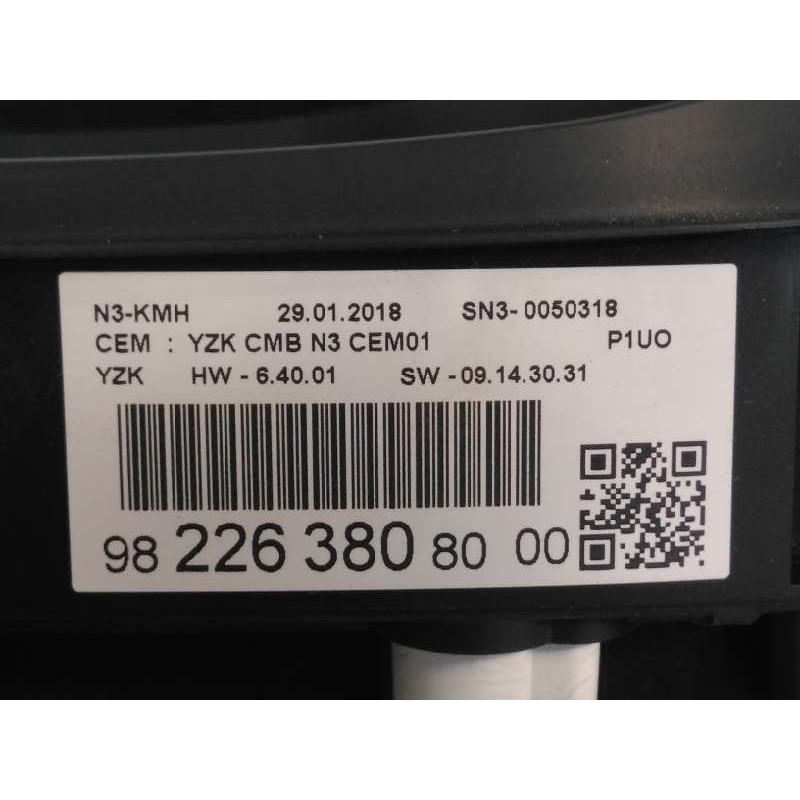 N3-KMH 29.01.2018 SN3-0050318
CEM : YZK CMB N3 CEM01 P1UO
YZK HW - 6.40.01 SW - 09.14.30.31
98 226 380 80 00